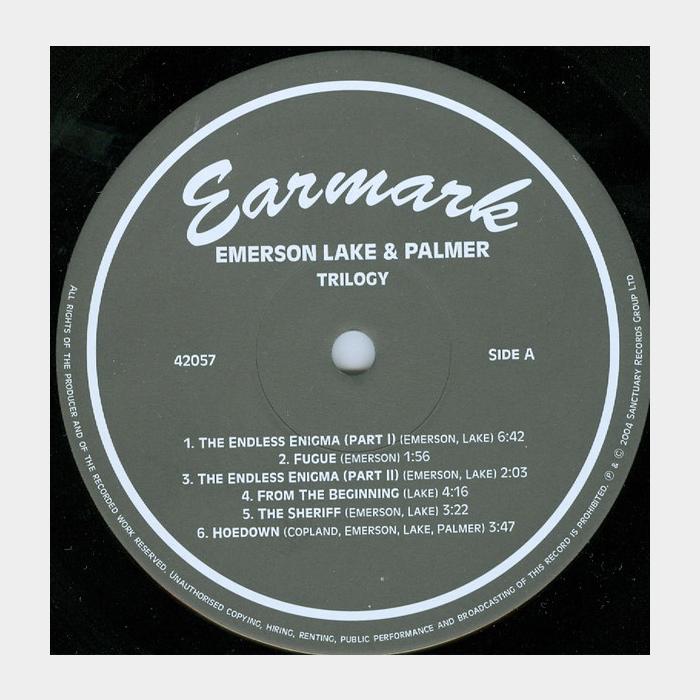 Earmark
EMERSON LAKE & PALMER
TRILOGY
42057
SIDE A
1. THE ENDLESS ENIGMA (PART I) (EMERSON, LAKE) 6:42
2. FUGUE (EMERSON) 1:56
3. THE ENDLESS ENIGMA (PART II) (EMERSON, LAKE) 2:03
4. FROM THE BEGINNING (LAKE) 4:16
5. THE SHERIFF (EMERSON, LAKE) 3:22
6. HOEDOWN (COPLAND, EMERSON, LAKE, PALMER) 3:47
ALL RIGHTS OF THE PRODUCER AND OF THE RECORDED WORK RESERVED. UNAUTHORISED COPYING, HIRING, RENTING, PUBLIC PERFORMANCE AND BROADCASTING OF THIS RECORD IS PROHIBITED. ℗ & © 2004 SANCTUARY RECORDS GROUP LTD